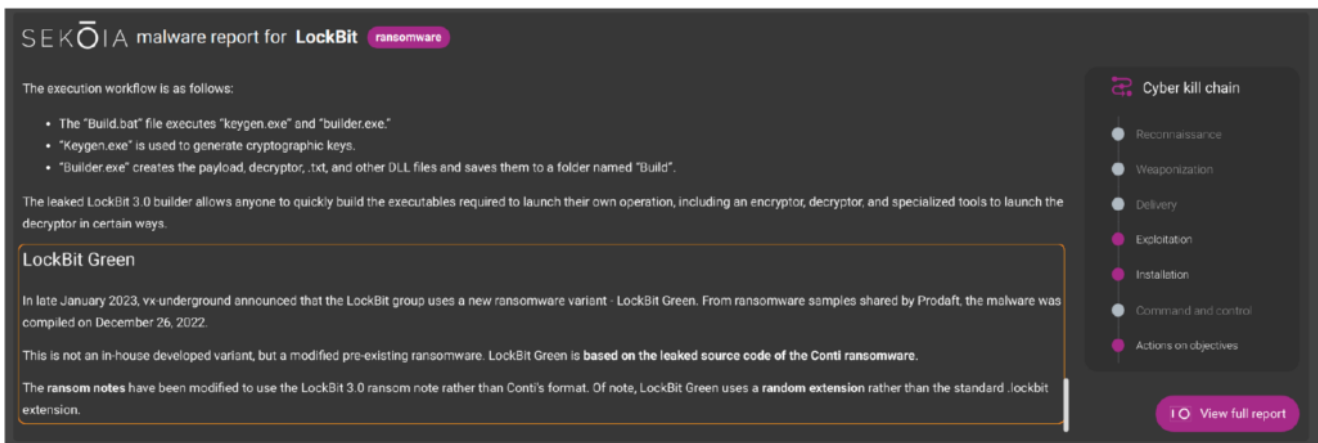 SEKOIA malware report for LockBit ransomware
The execution workflow is as follows:
• The "Build.bat" file executes "keygen.exe" and "builder.exe."
• "Keygen.exe" is used to generate cryptographic keys.
• "Builder.exe" creates the payload, decryptor, .txt, and other DLL files and saves them to a folder named "Build".
The leaked LockBit 3.0 builder allows anyone to quickly build the executables required to launch their own operation, including an encryptor, decryptor, and specialized tools to launch the
decryptor in certain ways.
LockBit Green
In late January 2023, vx-underground announced that the LockBit group uses a new ransomware variant - LockBit Green. From ransomware samples shared by Prodaft, the malware was
compiled on December 26, 2022.
This is not an in-house developed variant, but a modified pre-existing ransomware. LockBit Green is based on the leaked source code of the Conti ransomware.
The ransom notes have been modified to use the LockBit 3.0 ransom note rather than Conti's format. Of note, LockBit Green uses a random extension rather than the standard .lockbit
extension.
Cyber kill chain
Reconnaissance
Weaponization
Delivery
Exploitation
Installation
Command and control
Actions on objectives
IO View full report